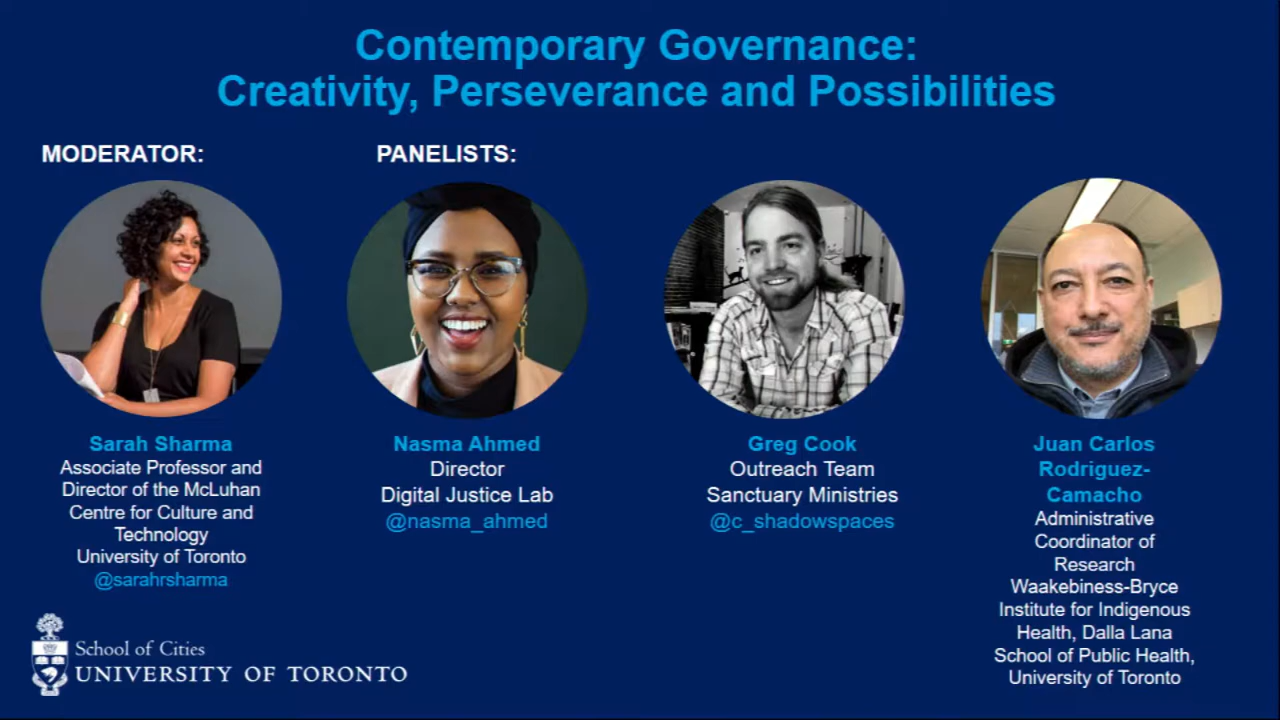 Contemporary Governance:
Creativity, Perseverance and Possibilities
MODERATOR:
PANELISTS:
Sarah Sharma
Associate Professor and
Director of the McLuhan
Centre for Culture and
Technology
University of Toronto
@sarahrsharma
Nasma Ahmed
Director
Digital Justice Lab
@nasma_ahmed
Greg Cook
Outreach Team
Sanctuary Ministries
@c_shadowspaces
Juan Carlos
Rodriguez-
Camacho
Administrative
Coordinator of
Research
Waakebiness-Bryce
Institute for Indigenous
Health, Dalla Lana
School of Public Health,
University of Toronto
School of Cities
UNIVERSITY OF TORONTO